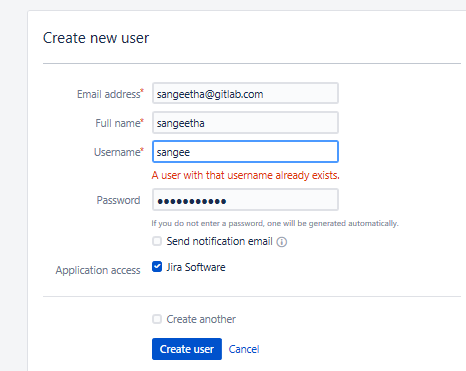 Create new user
Email address* sangeetha@gitlab.com
Full name* sangeetha
Username* sangee
A user with that username already exists.
Password •••••••••••
If you do not enter a password, one will be generated automatically.
Send notification email
Application access Jira Software
Create another
Create user Cancel